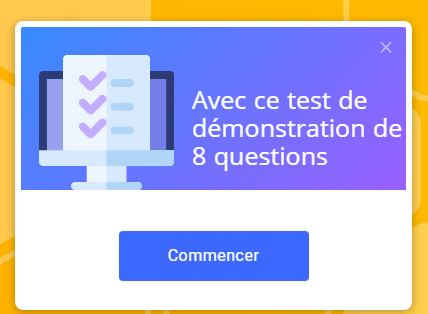 Avec ce test de
démonstration de
8 questions
Commencer